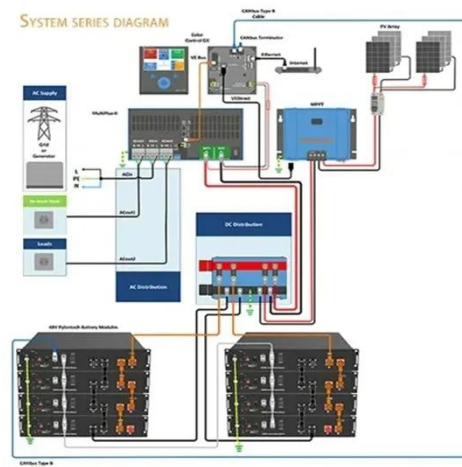 SYSTEM SERIES DIAGRAM
CANbus Type B
Cable
Color
Control GX
CANbus Terminator
VE Bus
Ethernet
Internet
PV Array
AC Supply
Grid
or
Generator
MultiPlus-II
VE.Direct
MPPT
L
PE
N
ACin
ACout1
Loads
ACout2
AC Distribution
DC Distribution
48V Pylontech Battery Modules
CANbus Type B